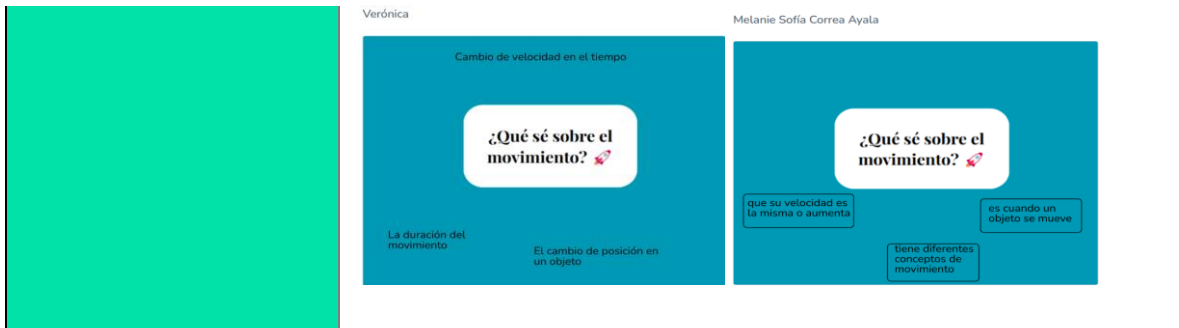 Verónica
Cambio de velocidad en el tiempo
¿Qué sé sobre el
movimiento? 🚀
La duración del
movimiento
El cambio de posición en
un objeto
Melanie Sofía Correa Ayala
¿Qué sé sobre el
movimiento? 🚀
que su velocidad es
la misma o aumenta
es cuando un
objeto se mueve
tiene diferentes
conceptos de
movimiento